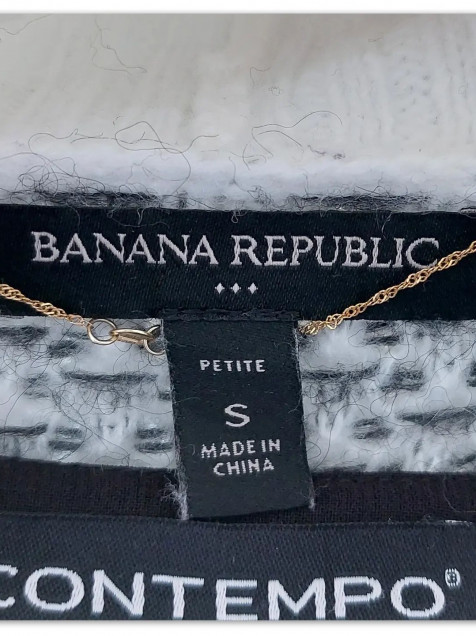 BANANA REPUBLIC
PETITE
S
MADE IN
CHINA
CONTEMPO®